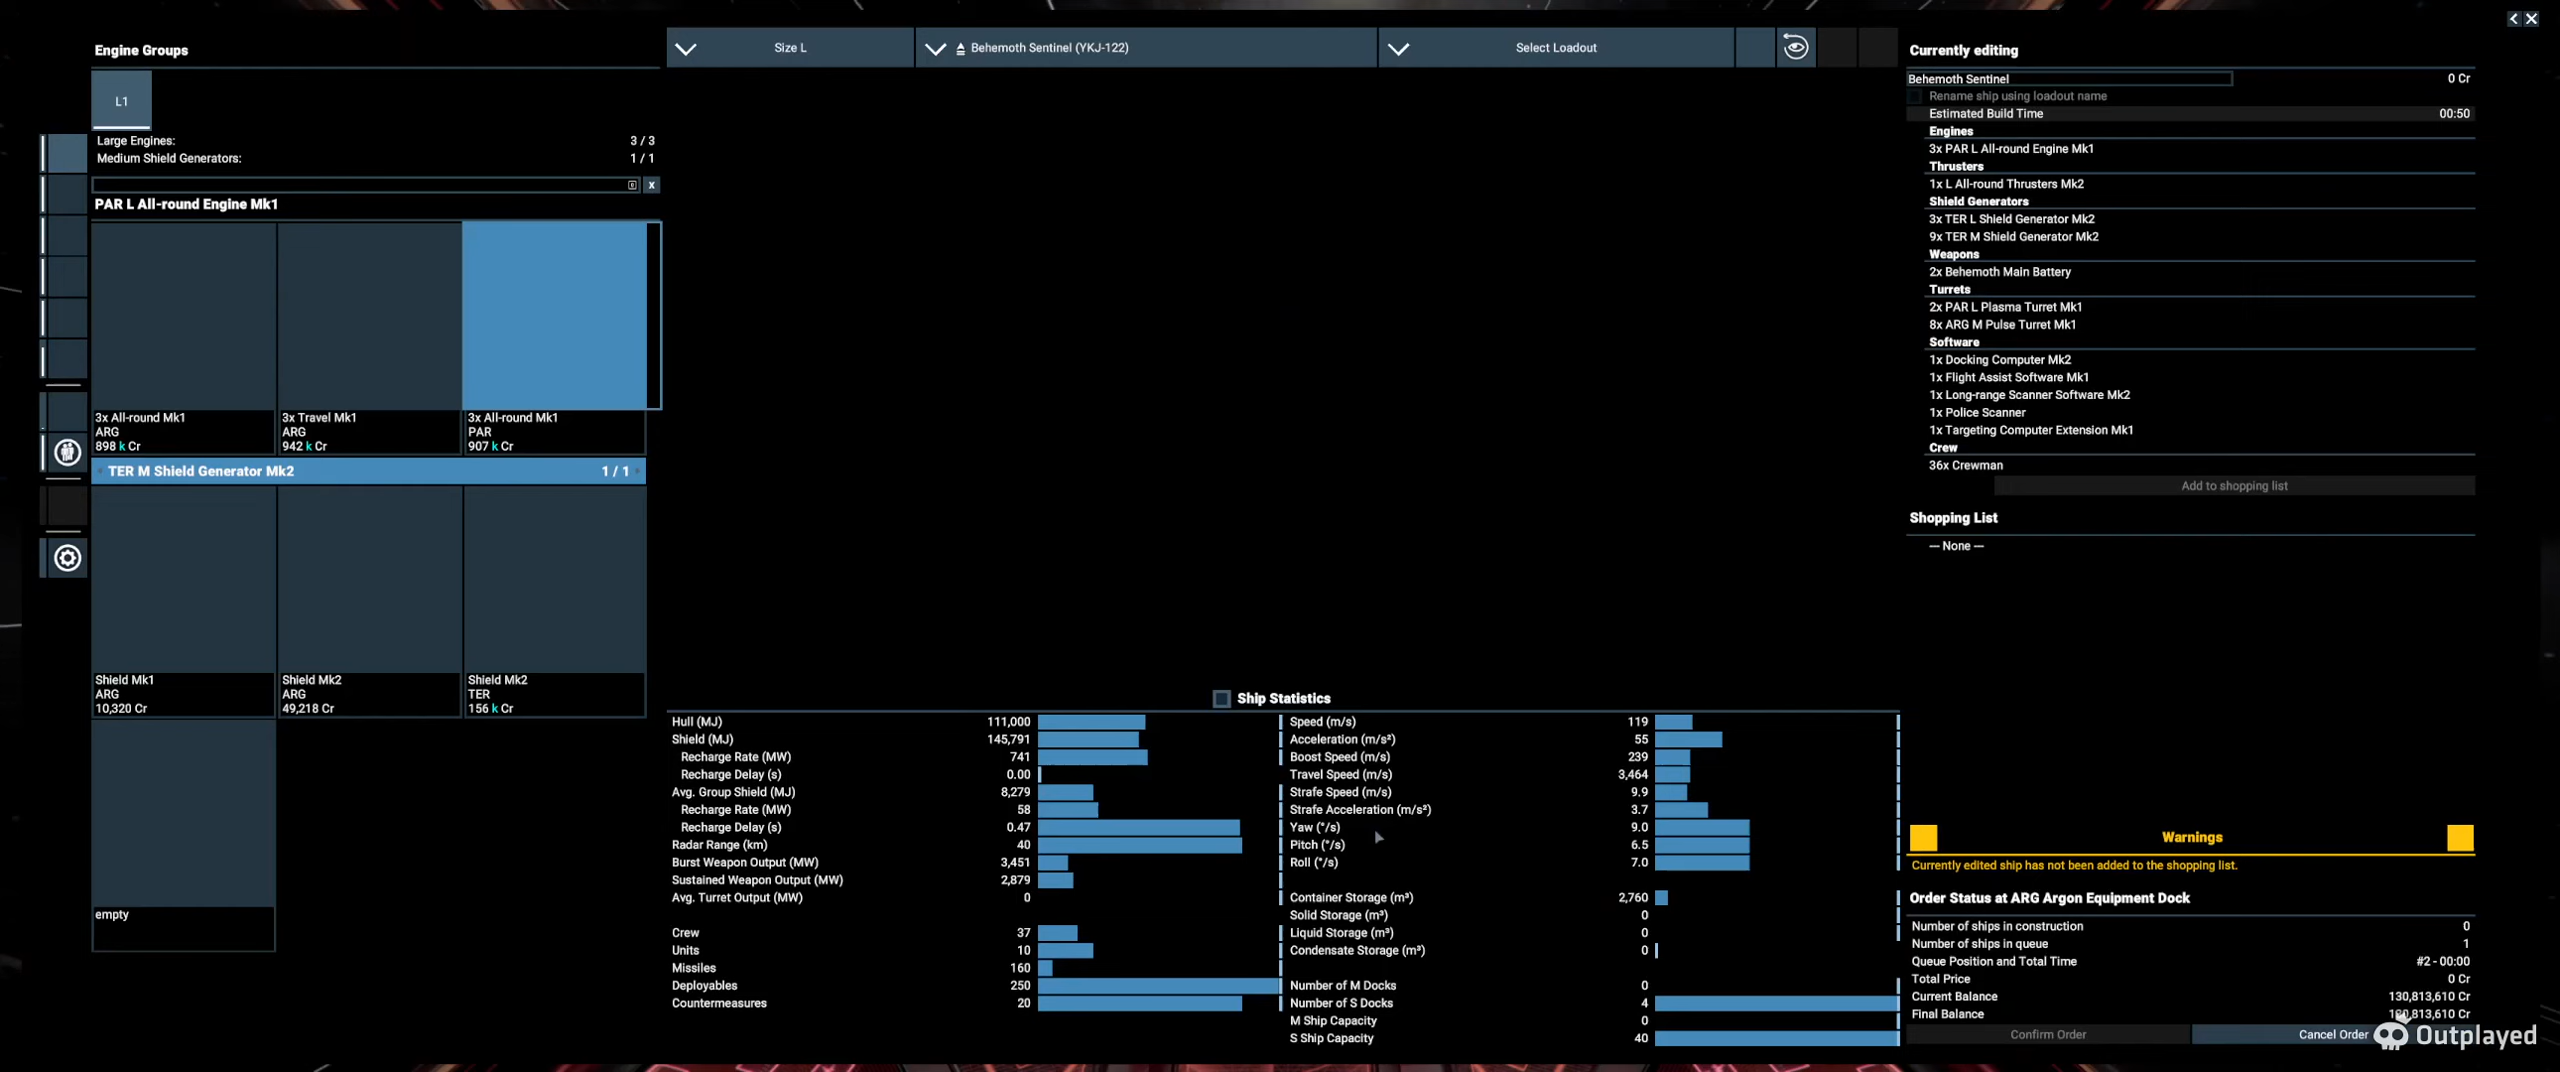 Engine Groups
L1
Large Engines: 3 / 3
Medium Shield Generators: 1 / 1
x
PAR L All-round Engine Mk1
3x All-round Mk1
ARG
898 k Cr
3x Travel Mk1
ARG
942 k Cr
3x All-round Mk1
PAR
907 k Cr
TER M Shield Generator Mk2 1 / 1
Shield Mk1
ARG
10,320 Cr
Shield Mk2
ARG
49,218 Cr
Shield Mk2
TER
156 k Cr
empty
Size L
Behemoth Sentinel (YKJ-122)
Select Loadout
Ship Statistics
Hull (MJ) 111,000
Shield (MJ) 145,791
Recharge Rate (MW) 741
Recharge Delay (s) 0.00
Avg. Group Shield (MJ) 8,279
Recharge Rate (MW) 58
Recharge Delay (s) 0.47
Radar Range (km) 40
Burst Weapon Output (MW) 3,451
Sustained Weapon Output (MW) 2,879
Avg. Turret Output (MW) 0
Crew 37
Units 10
Missiles 160
Deployables 250
Countermeasures 20
Speed (m/s) 119
Acceleration (m/s²) 55
Boost Speed (m/s) 239
Travel Speed (m/s) 3,464
Strafe Speed (m/s) 9.9
Strafe Acceleration (m/s²) 3.7
Yaw (°/s) 9.0
Pitch (°/s) 6.5
Roll (°/s) 7.0
Container Storage (m³) 2,760
Solid Storage (m³) 0
Liquid Storage (m³) 0
Condensate Storage (m³) 0
Number of M Docks 0
Number of S Docks 4
M Ship Capacity 0
S Ship Capacity 40
Currently editing
Behemoth Sentinel 0 Cr
Rename ship using loadout name
Estimated Build Time 00:50
Engines
3x PAR L All-round Engine Mk1
Thrusters
1x L All-round Thrusters Mk2
Shield Generators
3x TER L Shield Generator Mk2
9x TER M Shield Generator Mk2
Weapons
2x Behemoth Main Battery
Turrets
2x PAR L Plasma Turret Mk1
8x ARG M Pulse Turret Mk1
Software
1x Docking Computer Mk2
1x Flight Assist Software Mk1
1x Long-range Scanner Software Mk2
1x Police Scanner
1x Targeting Computer Extension Mk1
Crew
36x Crewman
Add to shopping list
Shopping List
— None —
Warnings
Currently edited ship has not been added to the shopping list.
Order Status at ARG Argon Equipment Dock
Number of ships in construction 0
Number of ships in queue 1
Queue Position and Total Time #2 - 00:00
Total Price 0 Cr
Current Balance 130,813,610 Cr
Final Balance 130,813,610 Cr
Confirm Order
Cancel Order
Outplayed